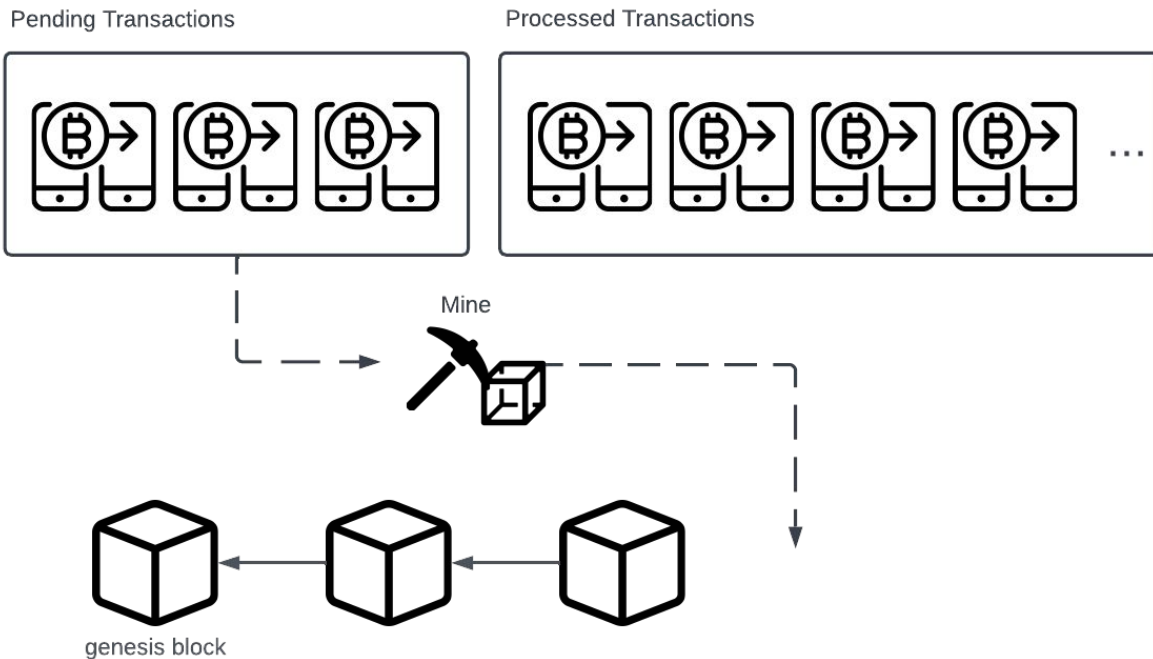 Pending Transactions
Processed Transactions
...
Mine
genesis block